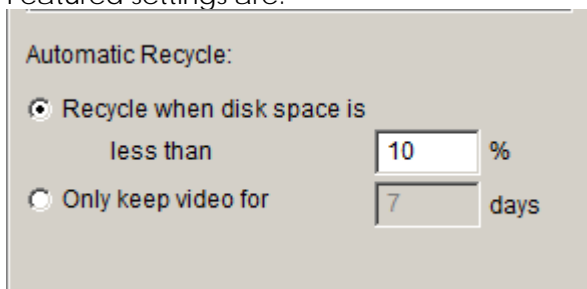 Featured settings are:
Automatic Recycle:
Recycle when disk space is
less than 10 %
Only keep video for 7 days